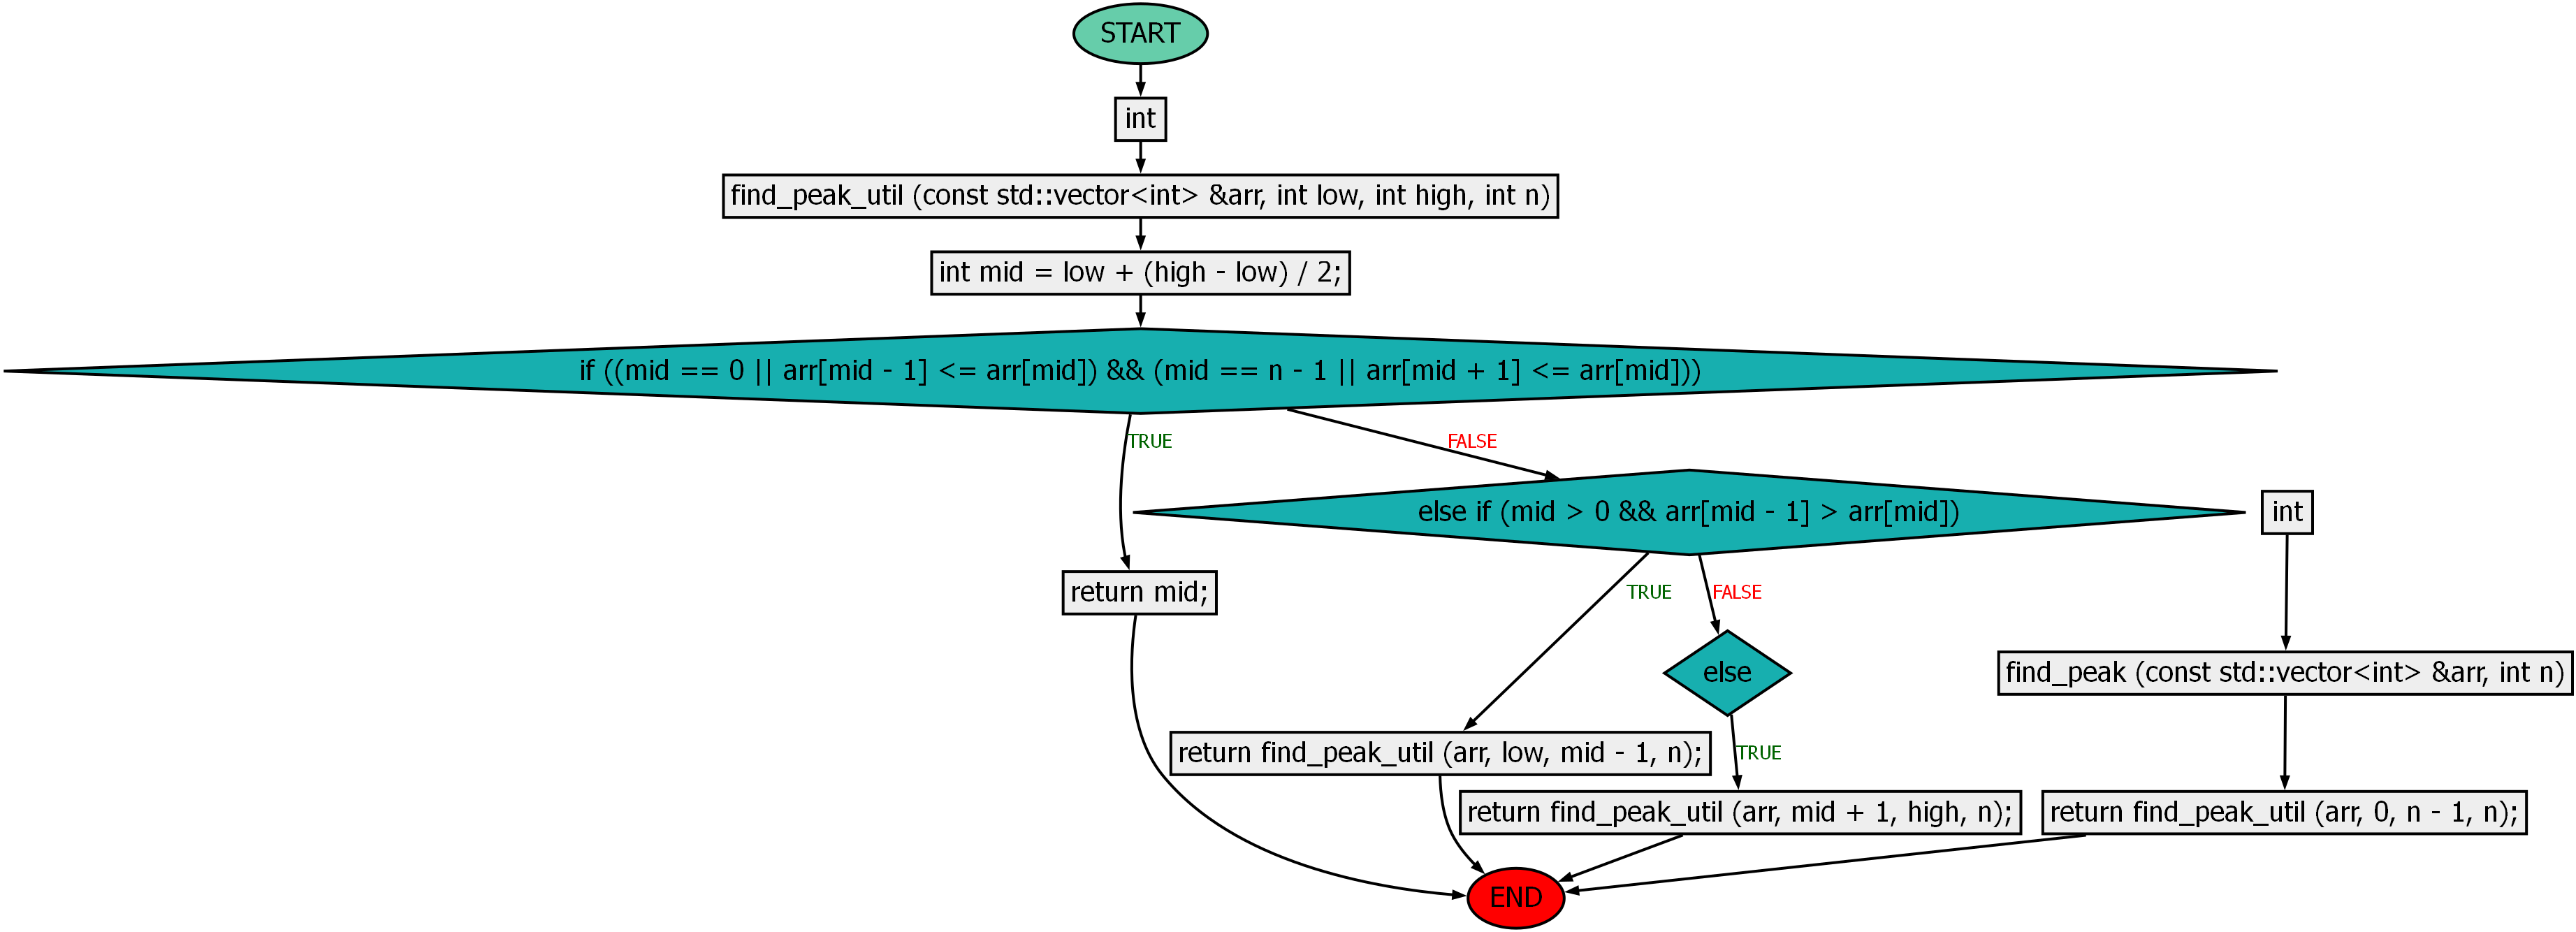 START
int
find_peak_util (const std::vector<int> &arr, int low, int high, int n)
int mid = low + (high - low) / 2;
if ((mid == 0 || arr[mid - 1] <= arr[mid]) && (mid == n - 1 || arr[mid + 1] <= arr[mid]))
TRUE
FALSE
else if (mid > 0 && arr[mid - 1] > arr[mid])
int
return mid;
TRUE
FALSE
else
find_peak (const std::vector<int> &arr, int n)
return find_peak_util (arr, low, mid - 1, n);
TRUE
return find_peak_util (arr, mid + 1, high, n);
return find_peak_util (arr, 0, n - 1, n);
END